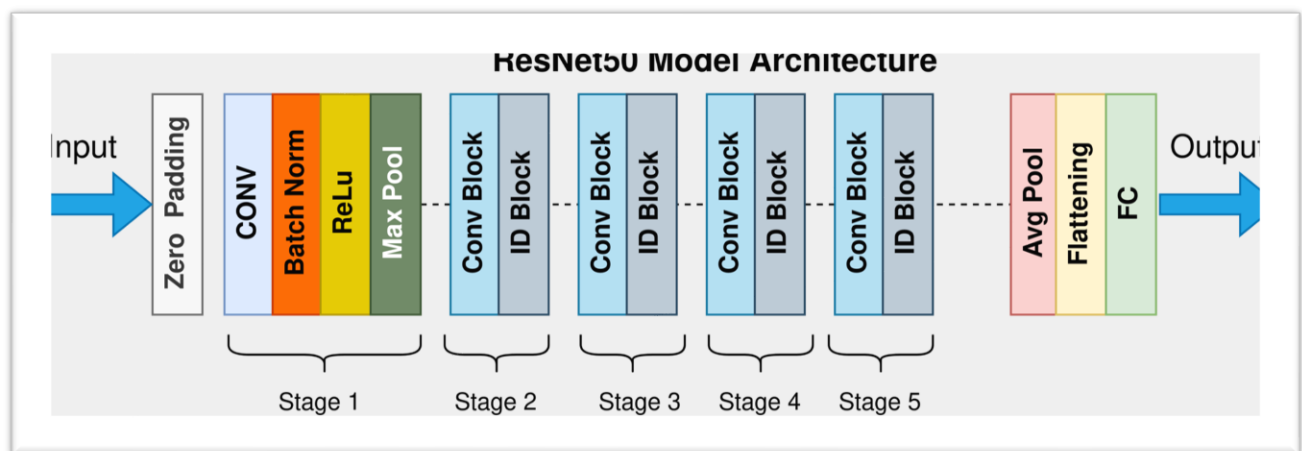 ResNet50 Model Architecture
Input
Zero Padding
CONV
Batch Norm
ReLu
Max Pool
Conv Block
ID Block
Conv Block
ID Block
Conv Block
ID Block
Conv Block
ID Block
Avg Pool
Flattening
FC
Output
Stage 1
Stage 2
Stage 3
Stage 4
Stage 5